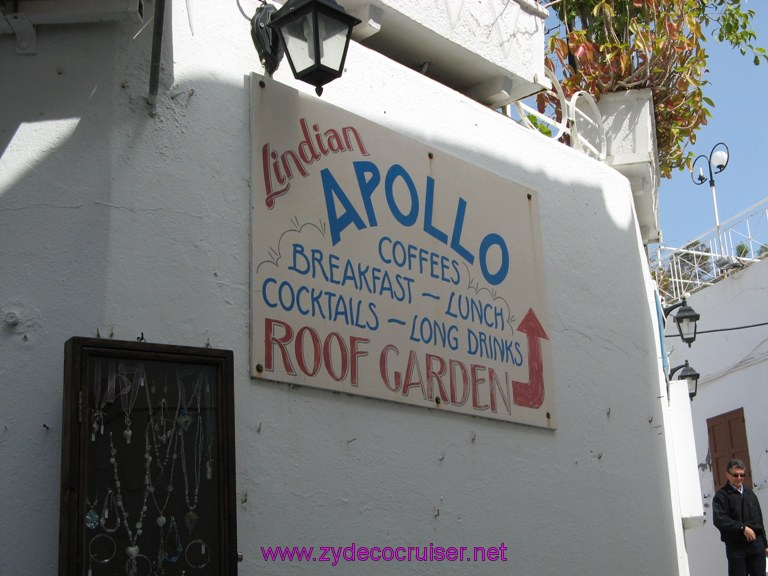 Lindian
APOLLO
COFFEES
BREAKFAST – LUNCH
COCKTAILS – LONG DRINKS
ROOF GARDEN
www.zydecocruiser.net